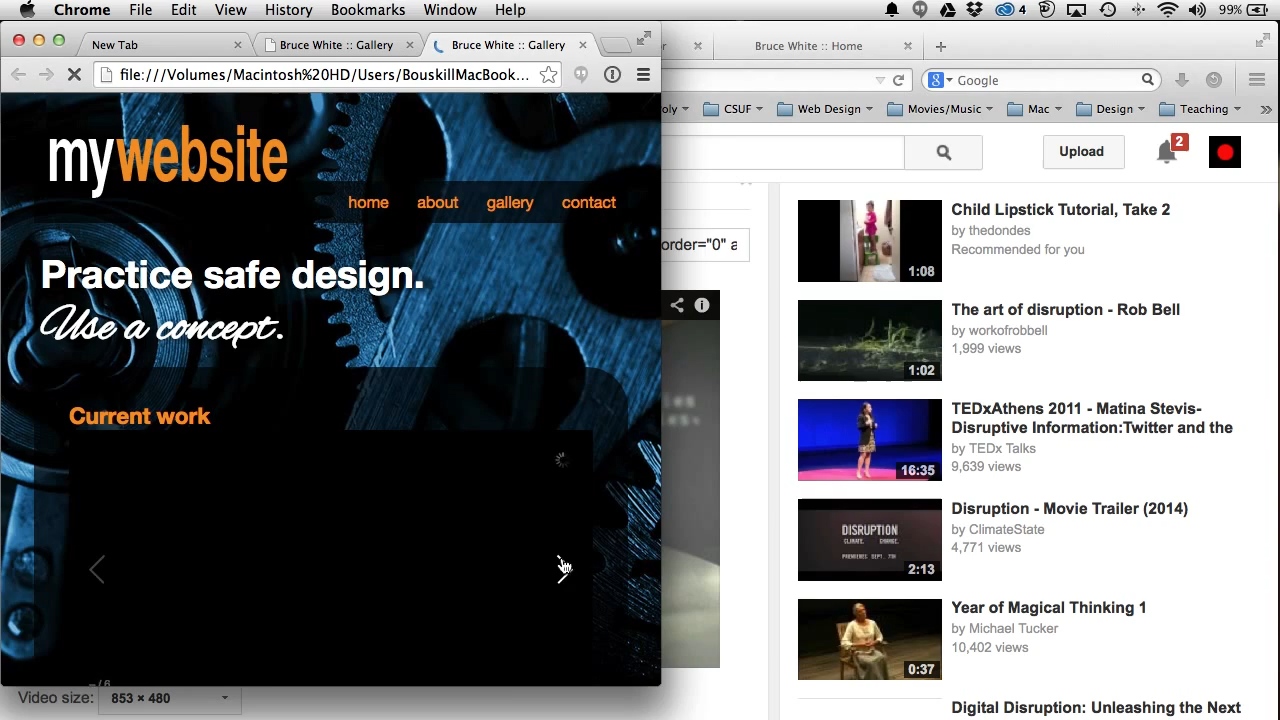 Chrome File Edit View History Bookmarks Window Help 4 99%
New Tab
Bruce White :: Gallery
Bruce White :: Gallery
Bruce White :: Home
file:///Volumes/Macintosh%20HD/Users/BouskillMacBook...
Google
CSUF
Web Design
Movies/Music
Mac
Design
Teaching
mywebsite
home about gallery contact
Practice safe design.
Use a concept.
Current work
Video size: 853 × 480
order="0" a
Upload
2
Child Lipstick Tutorial, Take 2
by thedondes
Recommended for you
1:08
The art of disruption - Rob Bell
by workofrobbell
1,999 views
1:02
TEDxAthens 2011 - Matina Stevis-
Disruptive Information:Twitter and the
by TEDx Talks
9,639 views
16:35
Disruption - Movie Trailer (2014)
by ClimateState
4,771 views
DISRUPTION
CLIMATE. CHANGE.
2:13
Year of Magical Thinking 1
by Michael Tucker
10,402 views
0:37
Digital Disruption: Unleashing the Next